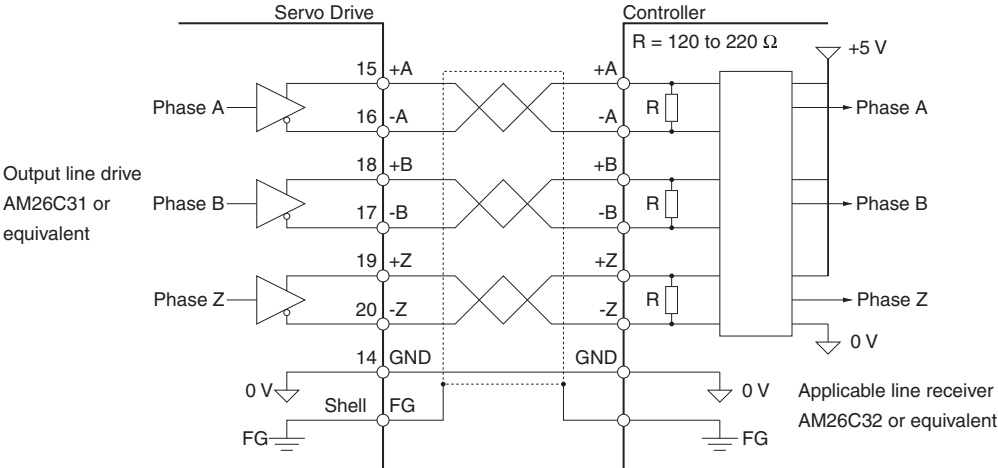 Servo Drive
Controller
R = 120 to 220 Ω
+5 V
15 +A
+A
Phase A
R
Phase A
16 -A
-A
18 +B
+B
Output line drive
AM26C31 or
equivalent
Phase B
R
Phase B
17 -B
-B
19 +Z
+Z
Phase Z
R
Phase Z
20 -Z
-Z
0 V
14 GND
GND
0 V
0 V
Applicable line receiver
AM26C32 or equivalent
Shell FG
FG
FG